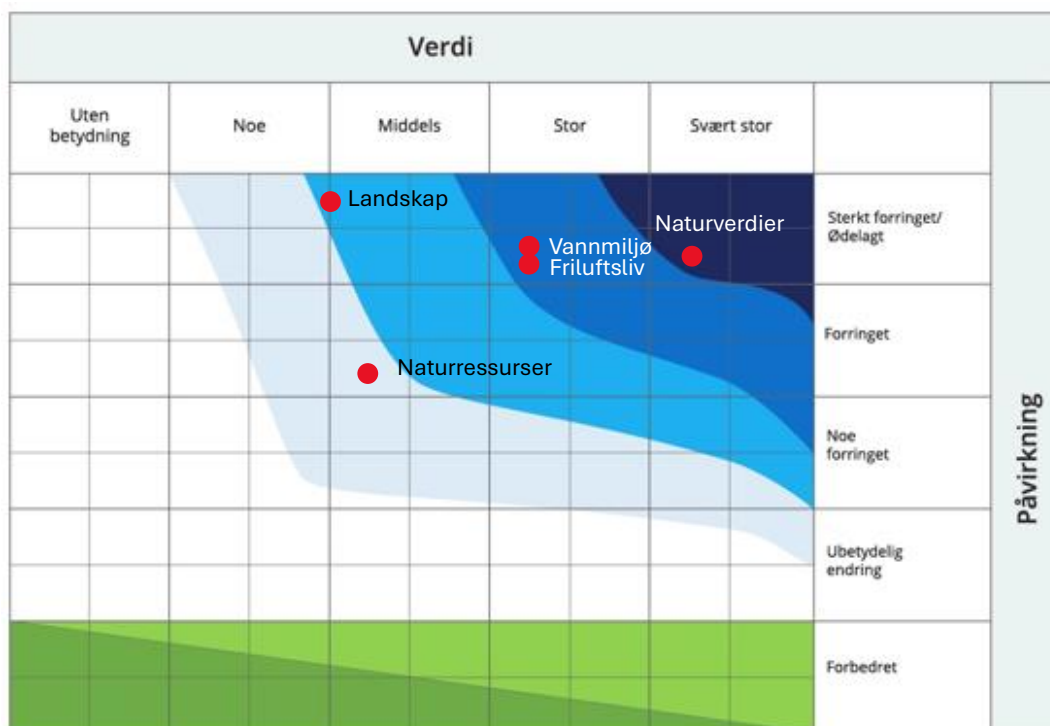 Verdi
Uten
betydning
Noe
Middels
Stor
Svært stor
Landskap
Naturverdier
Sterkt forringet/
Ødelagt
Vannmiljø
Friluftsliv
Forringet
Naturressurser
Noe
forringet
Påvirkning
Ubetydelig
endring
Forbedret